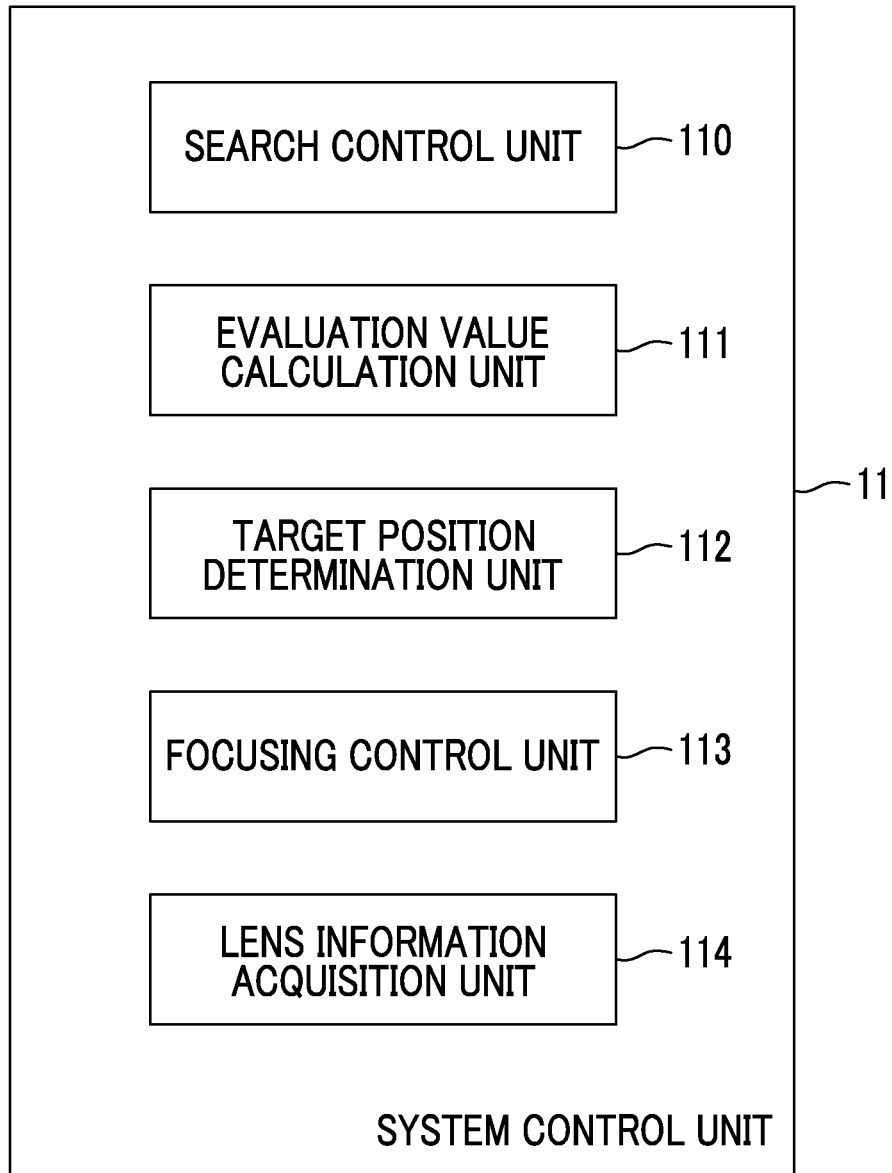 SEARCH CONTROL UNIT
110
EVALUATION VALUE
CALCULATION UNIT
111
11
TARGET POSITION
DETERMINATION UNIT
112
FOCUSING CONTROL UNIT
113
LENS INFORMATION
ACQUISITION UNIT
114
SYSTEM CONTROL UNIT